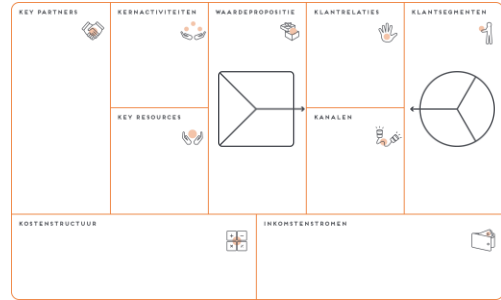 KEY PARTNERS
KERNACTIVITEITEN
WAARDEPROPOSITIE
KLANTRELATIES
KLANTSEGMENTEN
KEY RESOURCES
KANALEN
KOSTENSTRUCTUUR
INKOMSTENSTROMEN